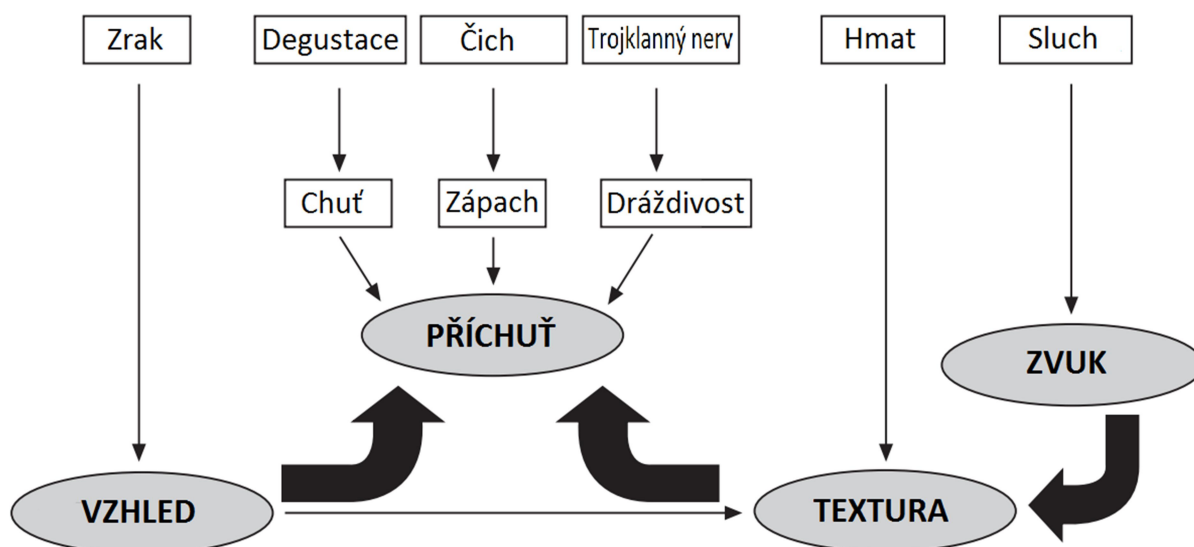 Zrak
Degustace
Čich
Trojklanný nerv
Hmat
Sluch
Chuť
Zápach
Dráždivost
PŘÍCHUŤ
ZVUK
VZHLED
TEXTURA